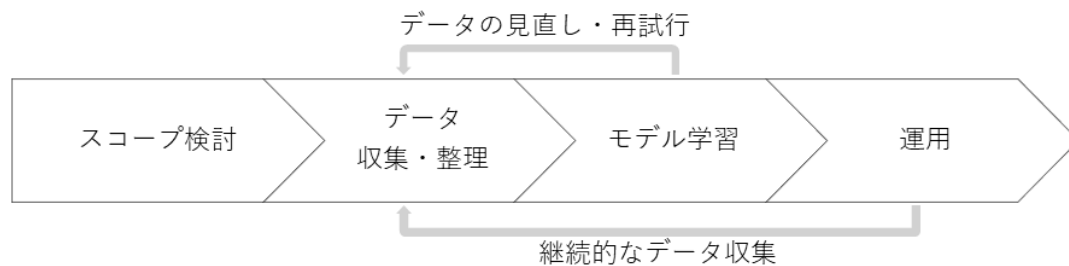 データの見直し・再試行
スコープ検討
データ
収集・整理
モデル学習
運用
継続的なデータ収集